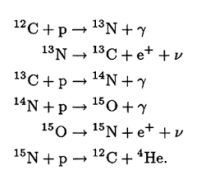 ¹²C + p → ¹³N + γ
¹³N → ¹³C + e⁺ + ν
¹³C + p → ¹⁴N + γ
¹⁴N + p → ¹⁵O + γ
¹⁵O → ¹⁵N + e⁺ + ν
¹⁵N + p → ¹²C + ⁴He.